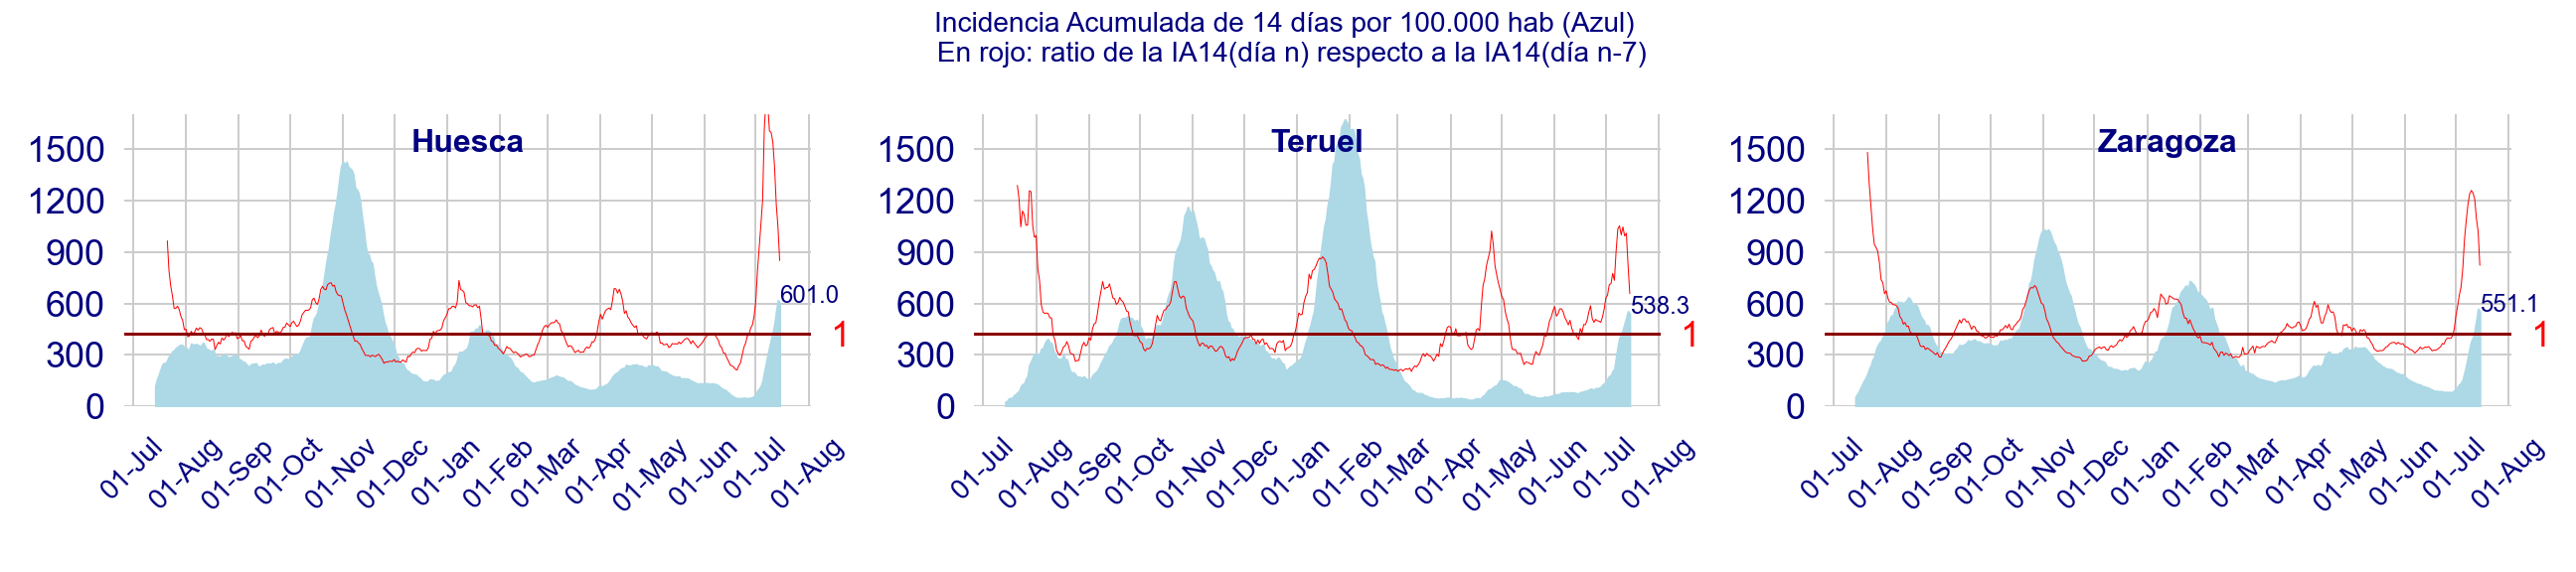 Incidencia Acumulada de 14 días por 100.000 hab (Azul)
En rojo: ratio de la IA14(día n) respecto a la IA14(día n-7)
Huesca
1500
1200
900
600
300
0
601.0
1
01-Jul
01-Aug
01-Sep
01-Oct
01-Nov
01-Dec
01-Jan
01-Feb
01-Mar
01-Apr
01-May
01-Jun
01-Jul
01-Aug
Teruel
1500
1200
900
600
300
0
538.3
1
01-Jul
01-Aug
01-Sep
01-Oct
01-Nov
01-Dec
01-Jan
01-Feb
01-Mar
01-Apr
01-May
01-Jun
01-Jul
01-Aug
Zaragoza
1500
1200
900
600
300
0
551.1
1
01-Jul
01-Aug
01-Sep
01-Oct
01-Nov
01-Dec
01-Jan
01-Feb
01-Mar
01-Apr
01-May
01-Jun
01-Jul
01-Aug